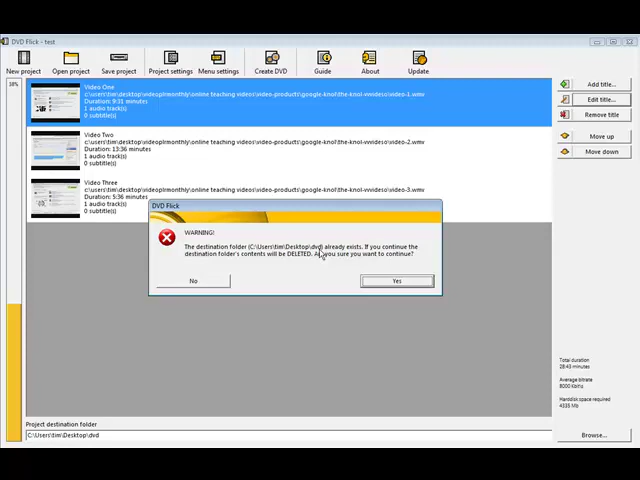 DVD Flick - test
New project
Open project
Save project
Project settings
Menu settings
Create DVD
Guide
About
Update
38%
Video One
c:\users\tim\desktop\videoplrmonthly\online teaching videos\video-products\google-knol\the-knol-vwideso\video-1.wmv
Duration: 9:31 minutes
1 audio track(s)
0 subtitle(s)
Video Two
c:\users\tim\desktop\videoplrmonthly\online teaching videos\video-products\google-knol\the-knol-vwideso\video-2.wmv
Duration: 13:36 minutes
1 audio track(s)
0 subtitle(s)
Video Three
c:\users\tim\desktop\videoplrmonthly\online teaching videos\video-products\google-knol\the-knol-vwideso\video-3.wmv
Duration: 5:36 minutes
1 audio track(s)
0 subtitle(s)
Add title...
Edit title...
Remove title
Move up
Move down
DVD Flick
WARNING!
The destination folder (C:\Users\tim\Desktop\dvd) already exists. If you continue the
destination folder's contents will be DELETED. you sure you want to continue?
No
Yes
Total duration
28:43 minutes
Average bitrate
8000 Kbit/s
Harddisk space required
4335 Mb
Project destination folder
C:\Users\tim\Desktop\dvd
Browse...